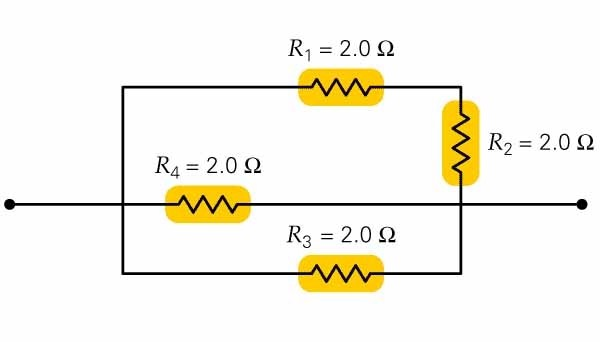 R₁ = 2.0 Ω
R₂ = 2.0 Ω
R₄ = 2.0 Ω
R₃ = 2.0 Ω